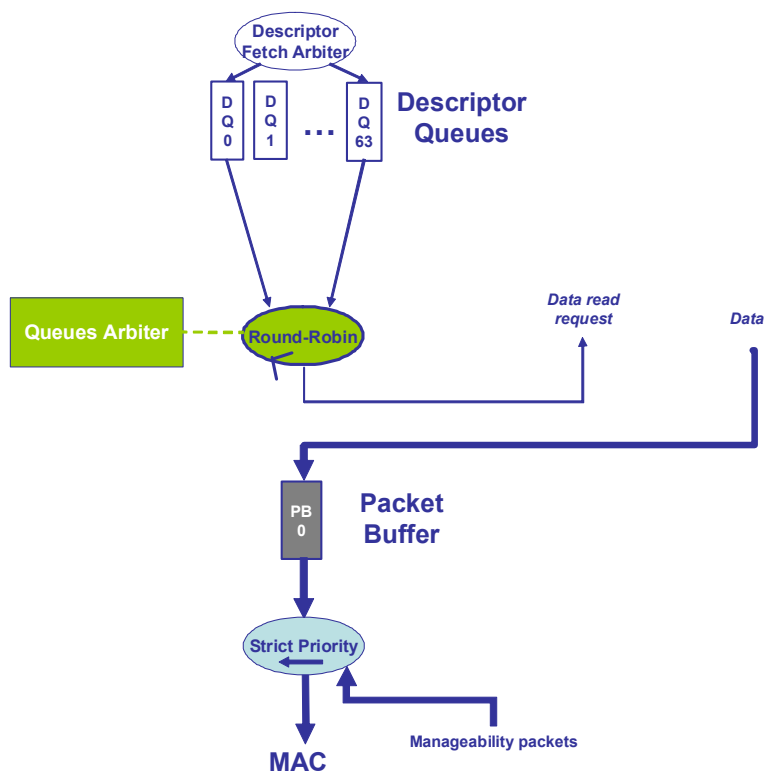 Descriptor
Fetch Arbiter
D
Q
0
D
Q
1
...
D
Q
63
Descriptor
Queues
Queues Arbiter
Round-Robin
Data read
request
Data
PB
0
Packet
Buffer
Strict Priority
Manageability packets
MAC